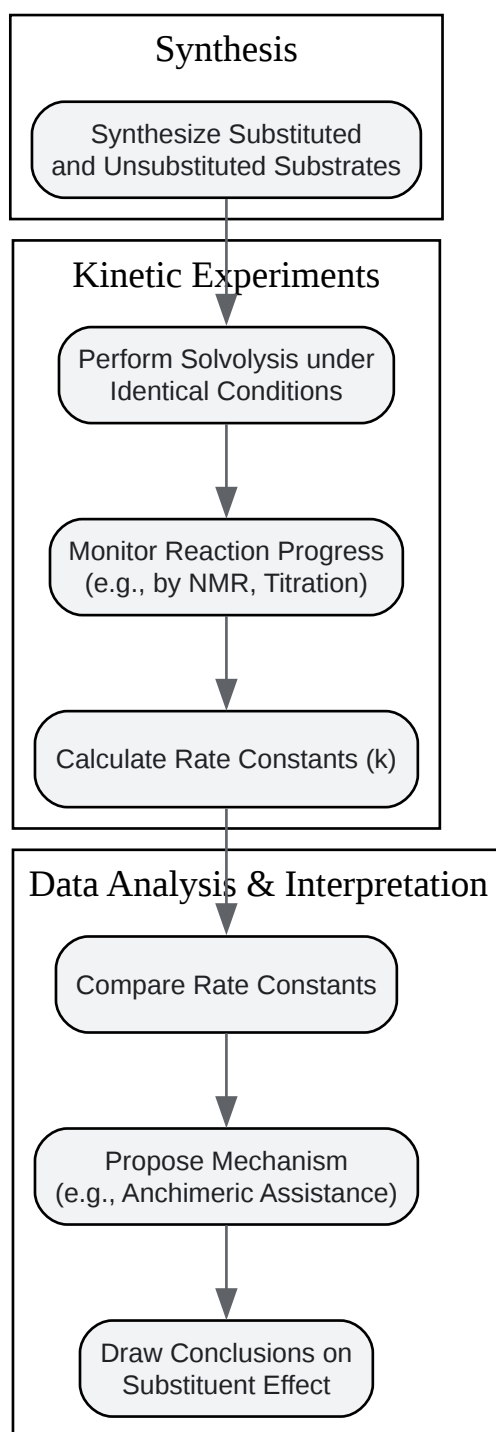 Synthesis
Synthesize Substituted
and Unsubstituted Substrates
Kinetic Experiments
Perform Solvolysis under
Identical Conditions
Monitor Reaction Progress
(e.g., by NMR, Titration)
Calculate Rate Constants (k)
Data Analysis & Interpretation
Compare Rate Constants
Propose Mechanism
(e.g., Anchimeric Assistance)
Draw Conclusions on
Substituent Effect